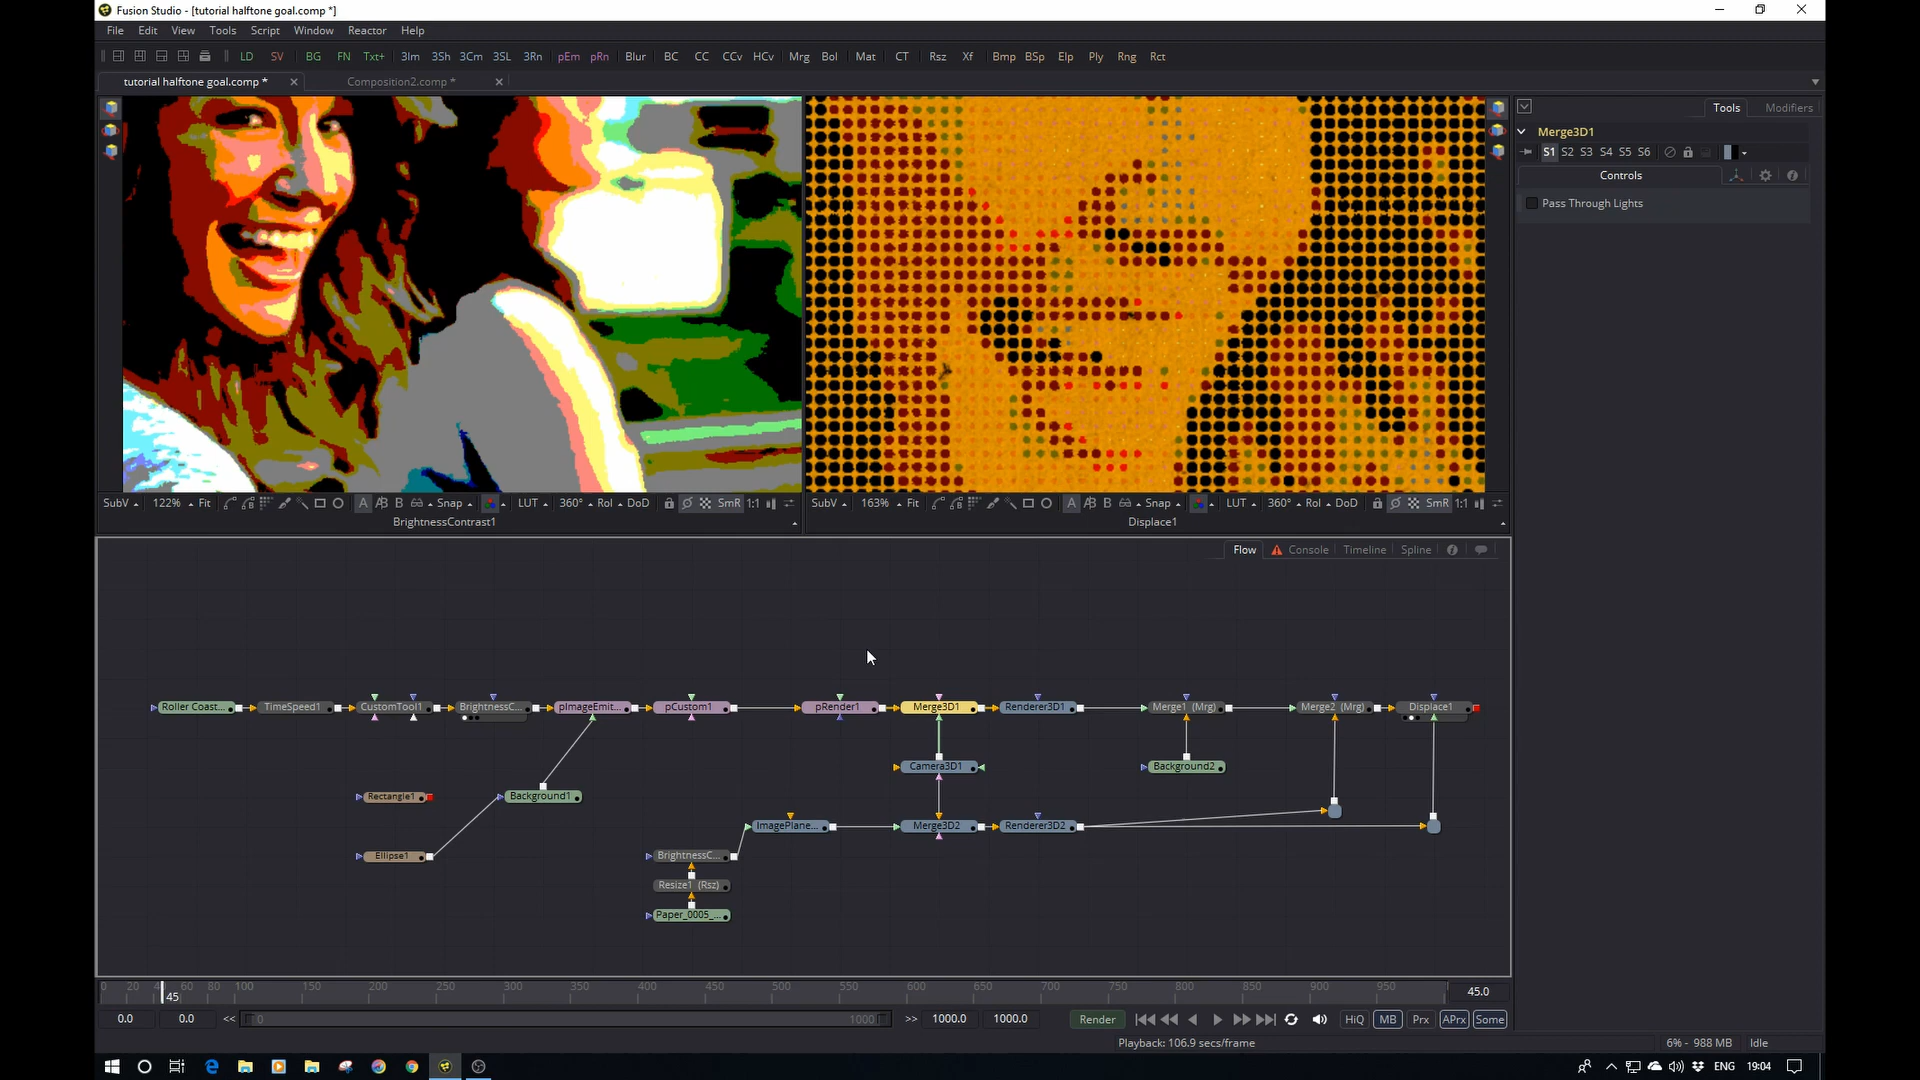 Fusion Studio - [tutorial halftone goal.comp *]
File Edit View Tools Script Window Reactor Help
LD SV BG FN Txt+ 3Im 3Sh 3Cm 3SL 3Rn pEm pRn Blur BC CC CCv HCv Mrg Bol Mat CT Rsz Xf Bmp BSp Elp Ply Rng Rct
tutorial halftone goal.comp * Composition2.comp *
Tools Modifiers
Merge3D1
S1 S2 S3 S4 S5 S6
Controls
Pass Through Lights
SubV 122% Fit A B Snap LUT 360° RoI DoD SmR 1:1
SubV 163% Fit A B Snap LUT 360° RoI DoD SmR 1:1
BrightnessContrast1 Displace1
Flow Console Timeline Spline
Roller Coast... TimeSpeed1 CustomTool1 BrightnessC... pImageEmit... pCustom1 pRender1 Merge3D1 Renderer3D1 Merge1 (Mrg) Merge2 (Mrg) Displace1
Camera3D1 Background2
Rectangle1 Background1
ImagePlane... Merge3D2 Renderer3D2
Ellipse1 BrightnessC...
Resize1 (Rsz)
Paper_0005_...
0 20 4 60 80 100 150 200 250 300 350 400 450 500 550 600 650 700 750 800 850 900 950
45 45.0
0.0 0.0 << 0 1000 >> 1000.0 1000.0 Render HiQ MB Prx APrx Some
Playback: 106.9 secs/frame 6% - 988 MB Idle
ENG 19:04